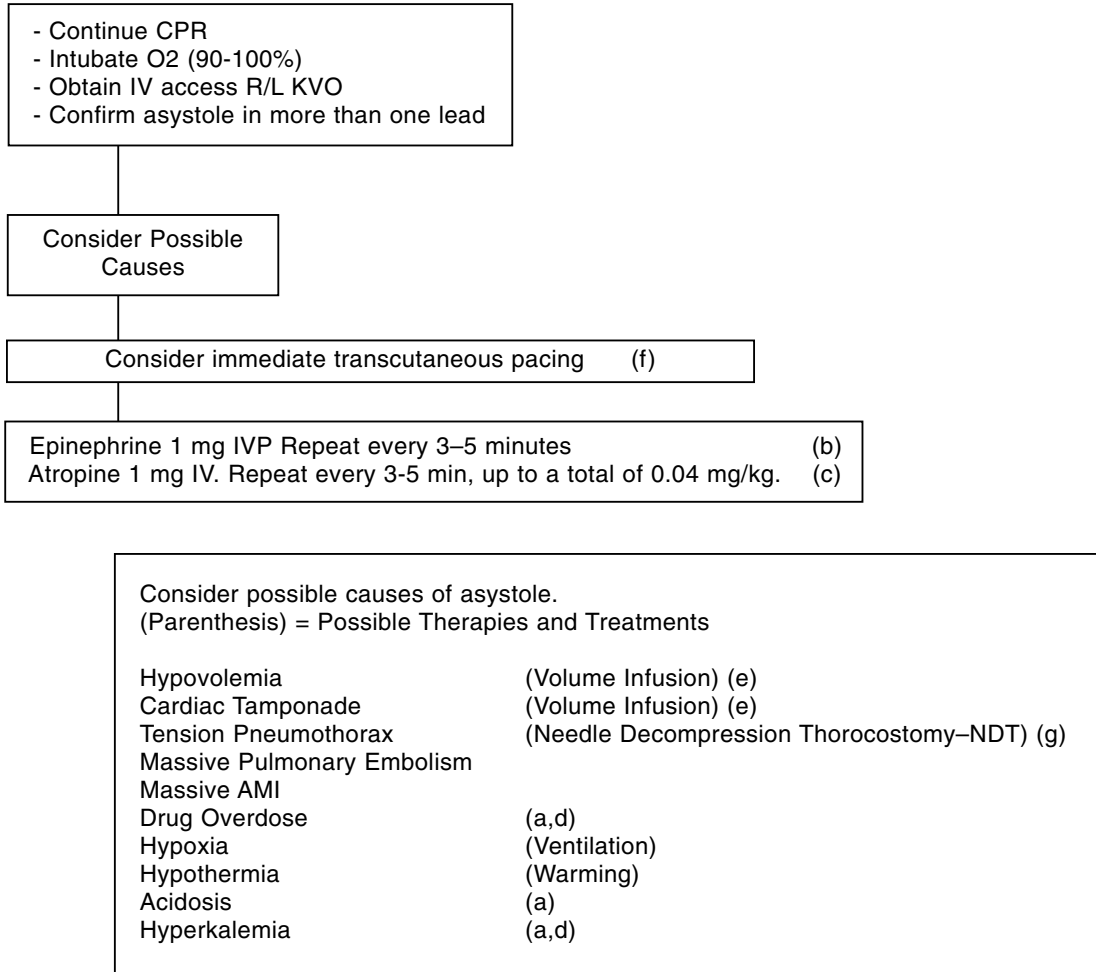 - Continue CPR
- Intubate O2 (90-100%)
- Obtain IV access R/L KVO
- Confirm asystole in more than one lead
Consider Possible
Causes
Consider immediate transcutaneous pacing (f)
Epinephrine 1 mg IVP Repeat every 3–5 minutes (b)
Atropine 1 mg IV. Repeat every 3-5 min, up to a total of 0.04 mg/kg. (c)
Consider possible causes of asystole.
(Parenthesis) = Possible Therapies and Treatments
Hypovolemia (Volume Infusion) (e)
Cardiac Tamponade (Volume Infusion) (e)
Tension Pneumothorax (Needle Decompression Thorocostomy–NDT) (g)
Massive Pulmonary Embolism
Massive AMI
Drug Overdose (a,d)
Hypoxia (Ventilation)
Hypothermia (Warming)
Acidosis (a)
Hyperkalemia (a,d)